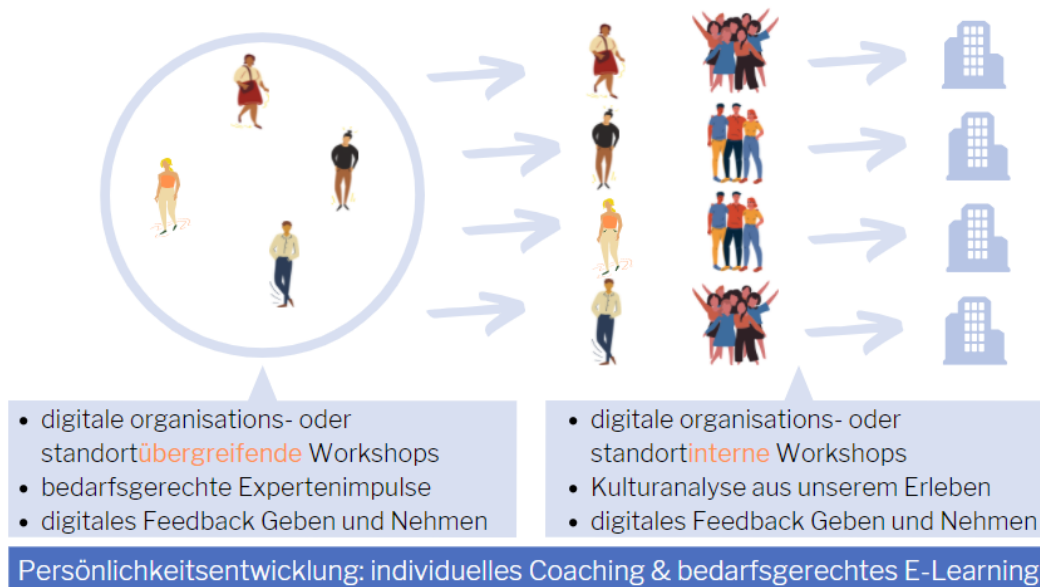 • digitale organisations- oder
standortübergreifende Workshops
• bedarfsgerechte Expertenimpulse
• digitales Feedback Geben und Nehmen
• digitale organisations- oder
standortinterne Workshops
• Kulturanalyse aus unserem Erleben
• digitales Feedback Geben und Nehmen
Persönlichkeitsentwicklung: individuelles Coaching & bedarfsgerechtes E-Learning